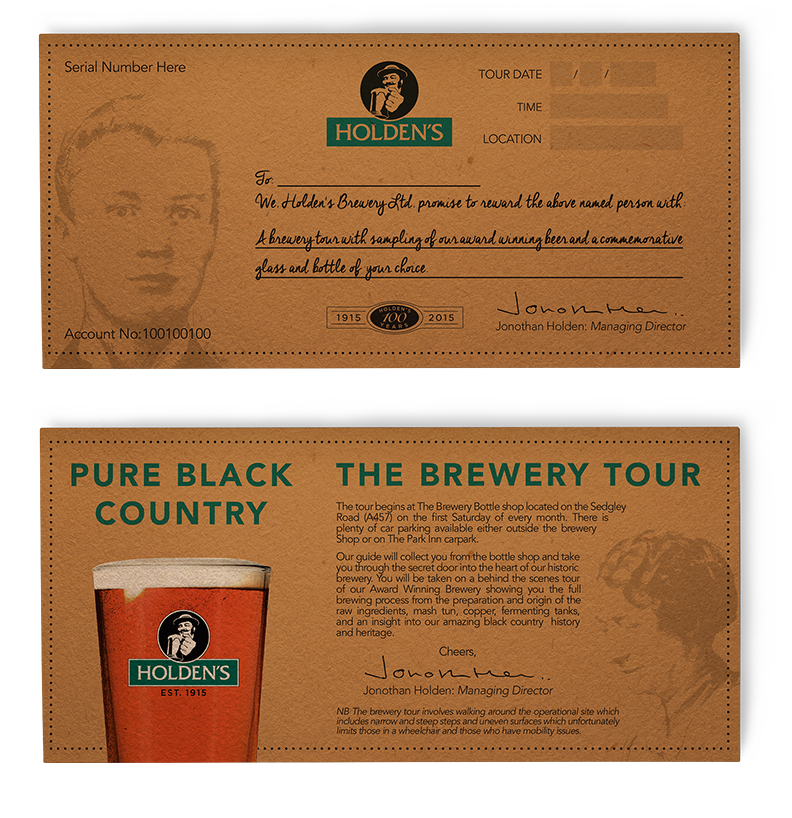 Serial Number Here
HOLDEN'S
TOUR DATE / /
TIME
LOCATION
To:
We, Holden's Brewery Ltd, promise to reward the above named person with:
A brewery tour with sampling of our award winning beer and a commemorative
glass and bottle of your choice.
Account No:100100100
1915 HOLDEN'S 100 YEARS 2015
Jonothan Holden: Managing Director
PURE BLACK
COUNTRY
HOLDEN'S
EST. 1915
THE BREWERY TOUR
The tour begins at The Brewery Bottle shop located on the Sedgley
Road (A457) on the first Saturday of every month. There is
plenty of car parking available either outside the brewery
Shop or on The Park Inn carpark.
Our guide will collect you from the bottle shop and take
you through the secret door into the heart of our historic
brewery. You will be taken on a behind the scenes tour
of our Award Winning Brewery showing you the full
brewing process from the preparation and origin of the
raw ingredients, mash tun, copper, fermenting tanks,
and an insight into our amazing black country history
and heritage.
Cheers,
Jonothan Holden: Managing Director
NB The brewery tour involves walking around the operational site which
includes narrow and steep steps and uneven surfaces which unfortunately
limits those in a wheelchair and those who have mobility issues.